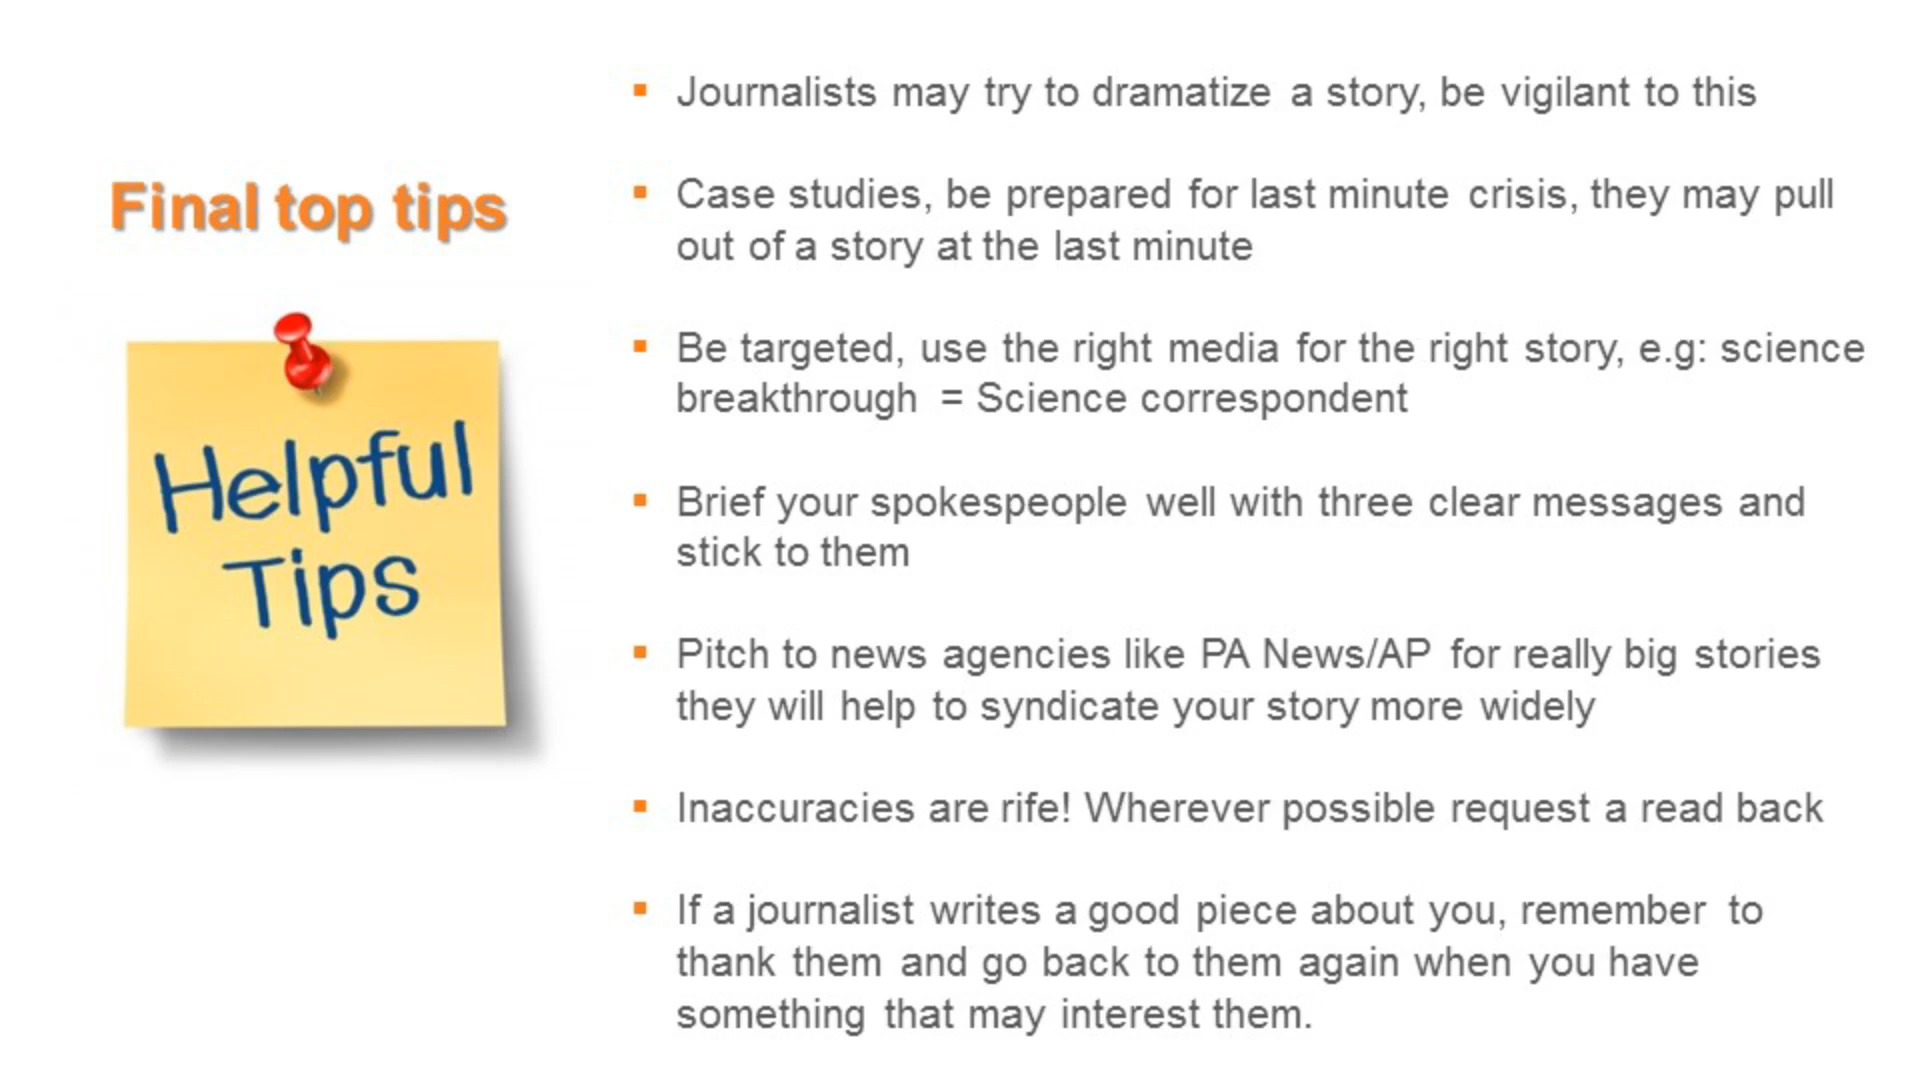 Final top tips
Helpful
Tips
Journalists may try to dramatize a story, be vigilant to this
Case studies, be prepared for last minute crisis, they may pull
out of a story at the last minute
Be targeted, use the right media for the right story, e.g: science
breakthrough = Science correspondent
Brief your spokespeople well with three clear messages and
stick to them
Pitch to news agencies like PA News/AP for really big stories
they will help to syndicate your story more widely
Inaccuracies are rife! Wherever possible request a read back
If a journalist writes a good piece about you, remember to
thank them and go back to them again when you have
something that may interest them.